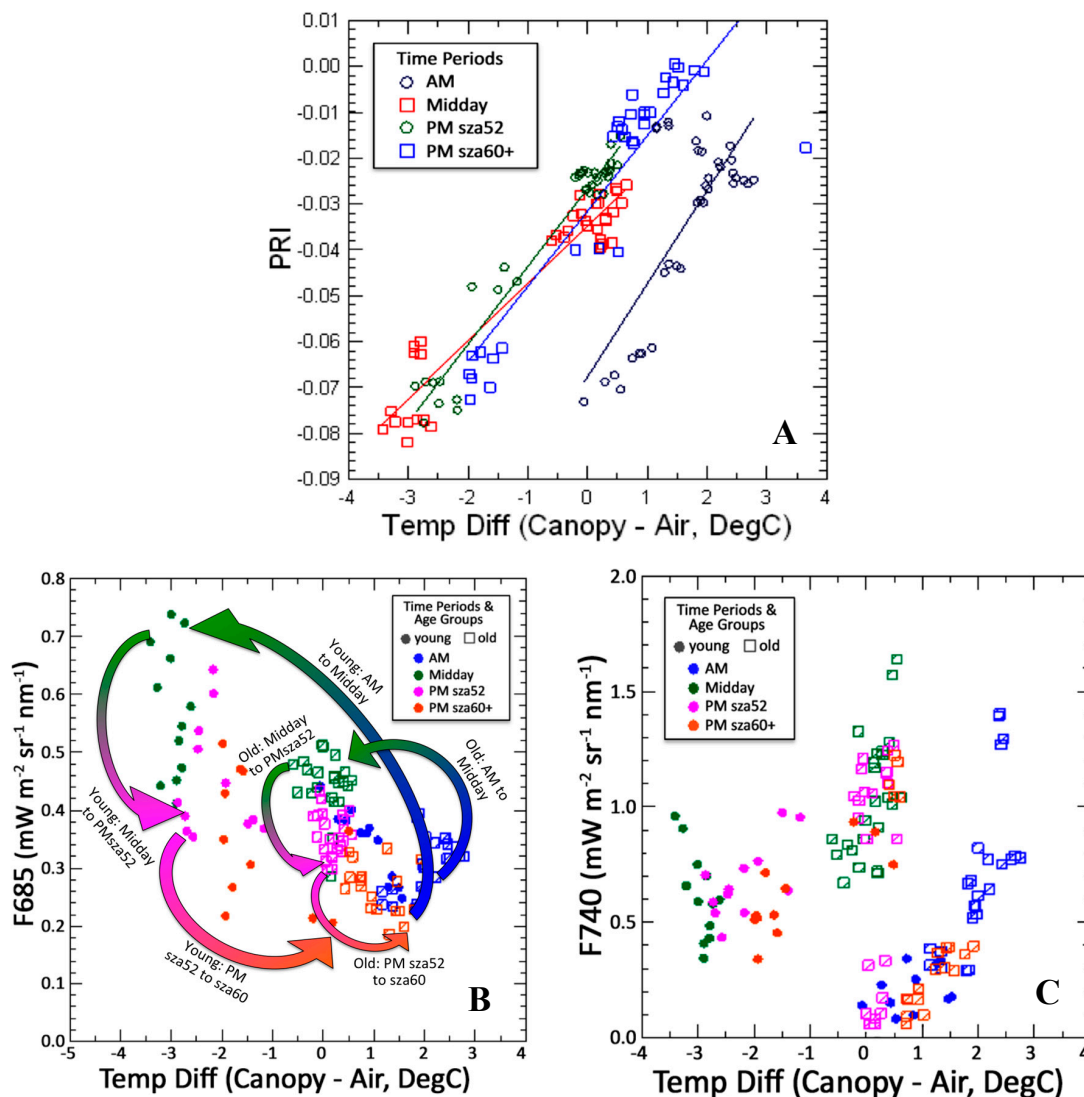 0.01
0.00
-0.01
-0.02
-0.03
-0.04
-0.05
-0.06
-0.07
-0.08
-0.09
PRI
Time Periods
AM
Midday
PM sza52
PM sza60+
A
-4 -3 -2 -1 0 1 2 3 4
Temp Diff (Canopy - Air, DegC)
0.8
0.7
0.6
0.5
0.4
0.3
0.2
0.1
0.0
F685 (mW m-2 sr-1 nm-1)
Time Periods &
Age Groups
young old
AM
Midday
PM sza52
PM sza60+
Young: AM
to Midday
Old: Midday
to PMsza52
Old: AM to
Midday
Young: Midday
to PMsza52
Young: PM
sza52 to sza60
Old: PM sza52
to sza60
B
-5 -4 -3 -2 -1 0 1 2 3 4
Temp Diff (Canopy - Air, DegC)
2.0
1.5
1.0
0.5
0.0
F740 (mW m-2 sr-1 nm-1)
Time Periods &
Age Groups
young old
AM
Midday
PM sza52
PM sza60+
C
-4 -3 -2 -1 0 1 2 3 4
Temp Diff (Canopy - Air, DegC)